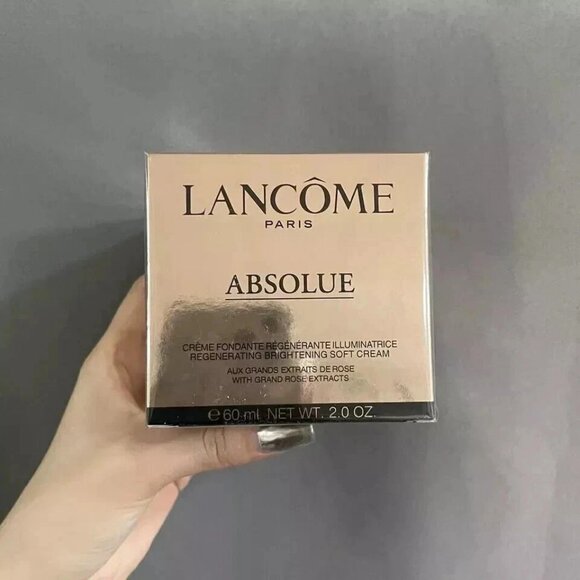 LANCÔME
PARIS
ABSOLUE
CRÈME FONDANTE RÉGÉNÉRANTE ILLUMINATRICE
REGENERATING BRIGHTENING SOFT CREAM
AUX GRANDS EXTRAITS DE ROSE
WITH GRAND ROSE EXTRACTS
℮ 60 ml NET WT. 2.0 OZ.